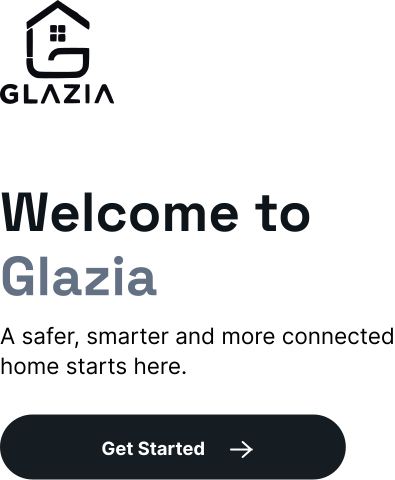 GLAZIA
Welcome to
Glazia
A safer, smarter and more connected
home starts here.
Get Started